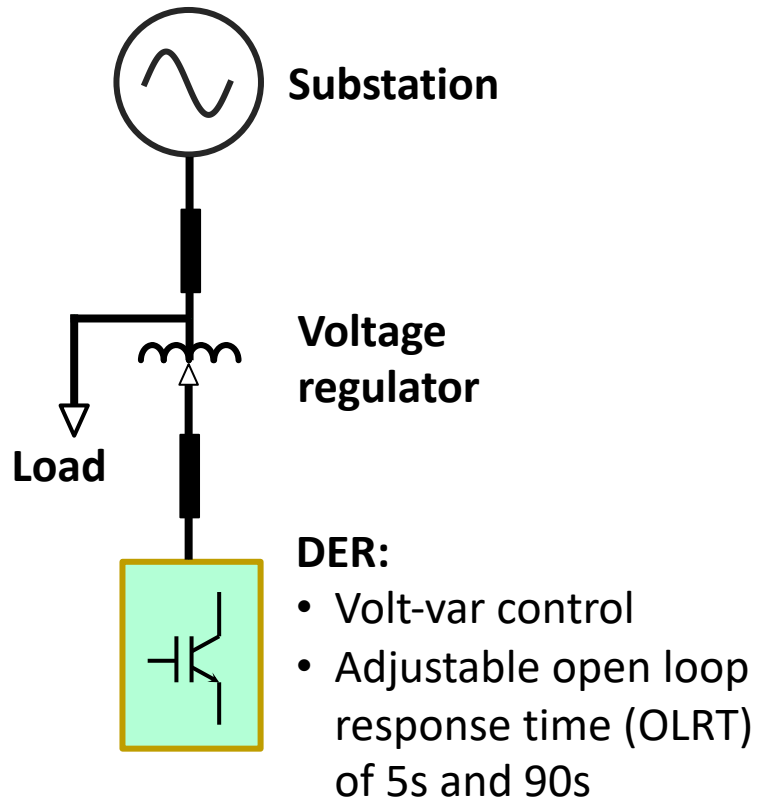 Substation
Voltage
regulator
Load
DER:
• Volt-var control
• Adjustable open loop
response time (OLRT)
of 5s and 90s